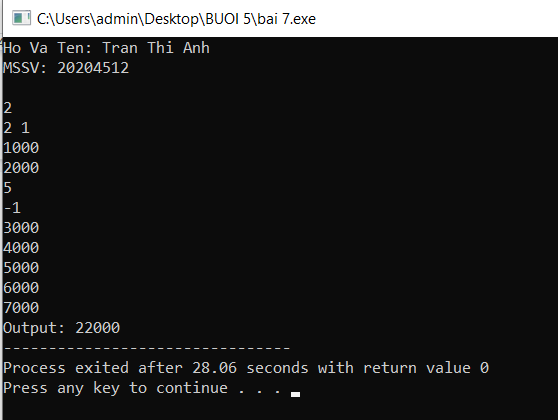 C:\Users\admin\Desktop\BUOI 5\bai 7.exe
Ho Va Ten: Tran Thi Anh
MSSV: 20204512
2
2 1
1000
2000
5
-1
3000
4000
5000
6000
7000
Output: 22000
--------------------------------
Process exited after 28.06 seconds with return value 0
Press any key to continue . . .